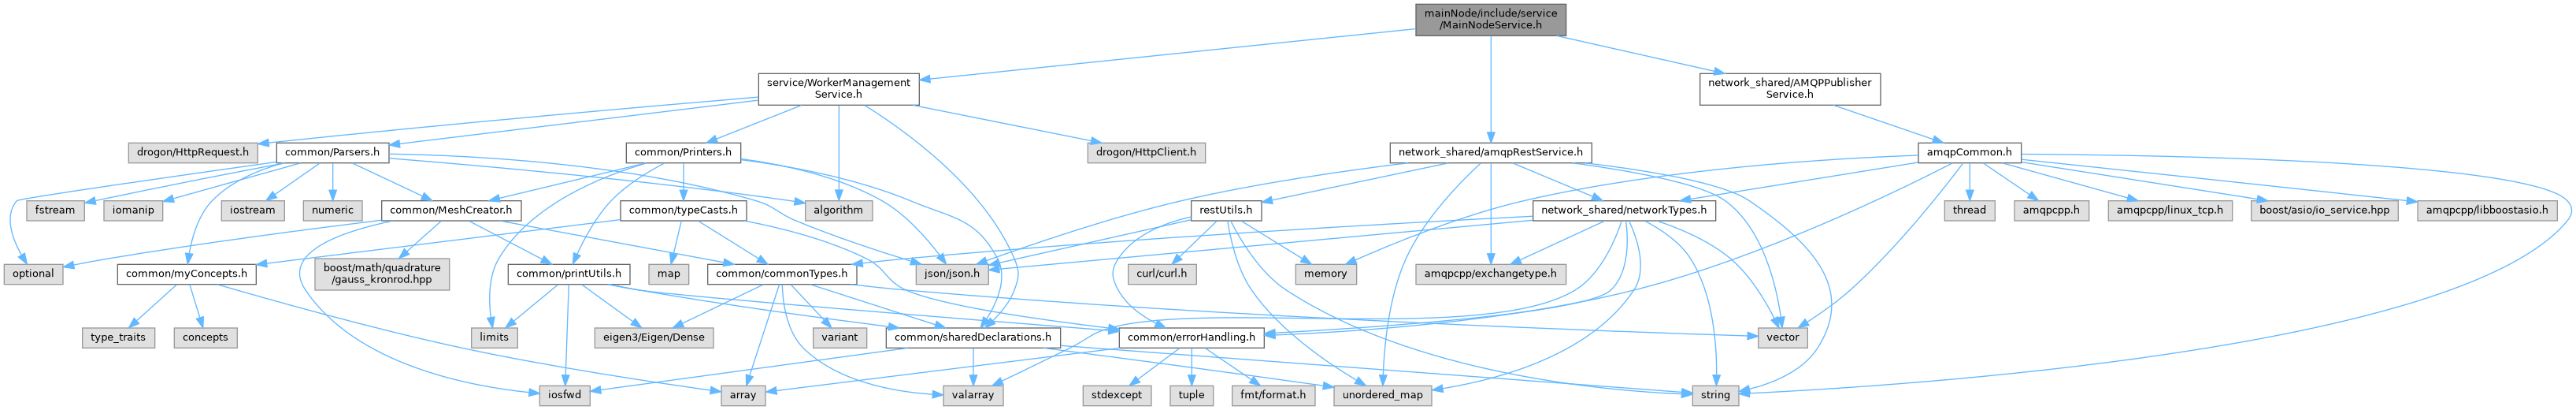 mainNode/include/service
/MainNodeService.h
service/WorkerManagement
Service.h
network_shared/AMQPPublisher
Service.h
drogon/HttpRequest.h
common/Parsers.h
common/Printers.h
drogon/HttpClient.h
network_shared/amqpRestService.h
amqpCommon.h
fstream
iomanip
iostream
numeric
common/MeshCreator.h
common/typeCasts.h
algorithm
restUtils.h
network_shared/networkTypes.h
thread
amqpcpp.h
amqpcpp/linux_tcp.h
boost/asio/io_service.hpp
amqpcpp/libboostasio.h
optional
common/myConcepts.h
boost/math/quadrature
/gauss_kronrod.hpp
common/printUtils.h
map
common/commonTypes.h
json/json.h
curl/curl.h
memory
amqpcpp/exchangetype.h
type_traits
concepts
limits
eigen3/Eigen/Dense
variant
common/sharedDeclarations.h
common/errorHandling.h
vector
iosfwd
array
valarray
stdexcept
tuple
fmt/format.h
unordered_map
string